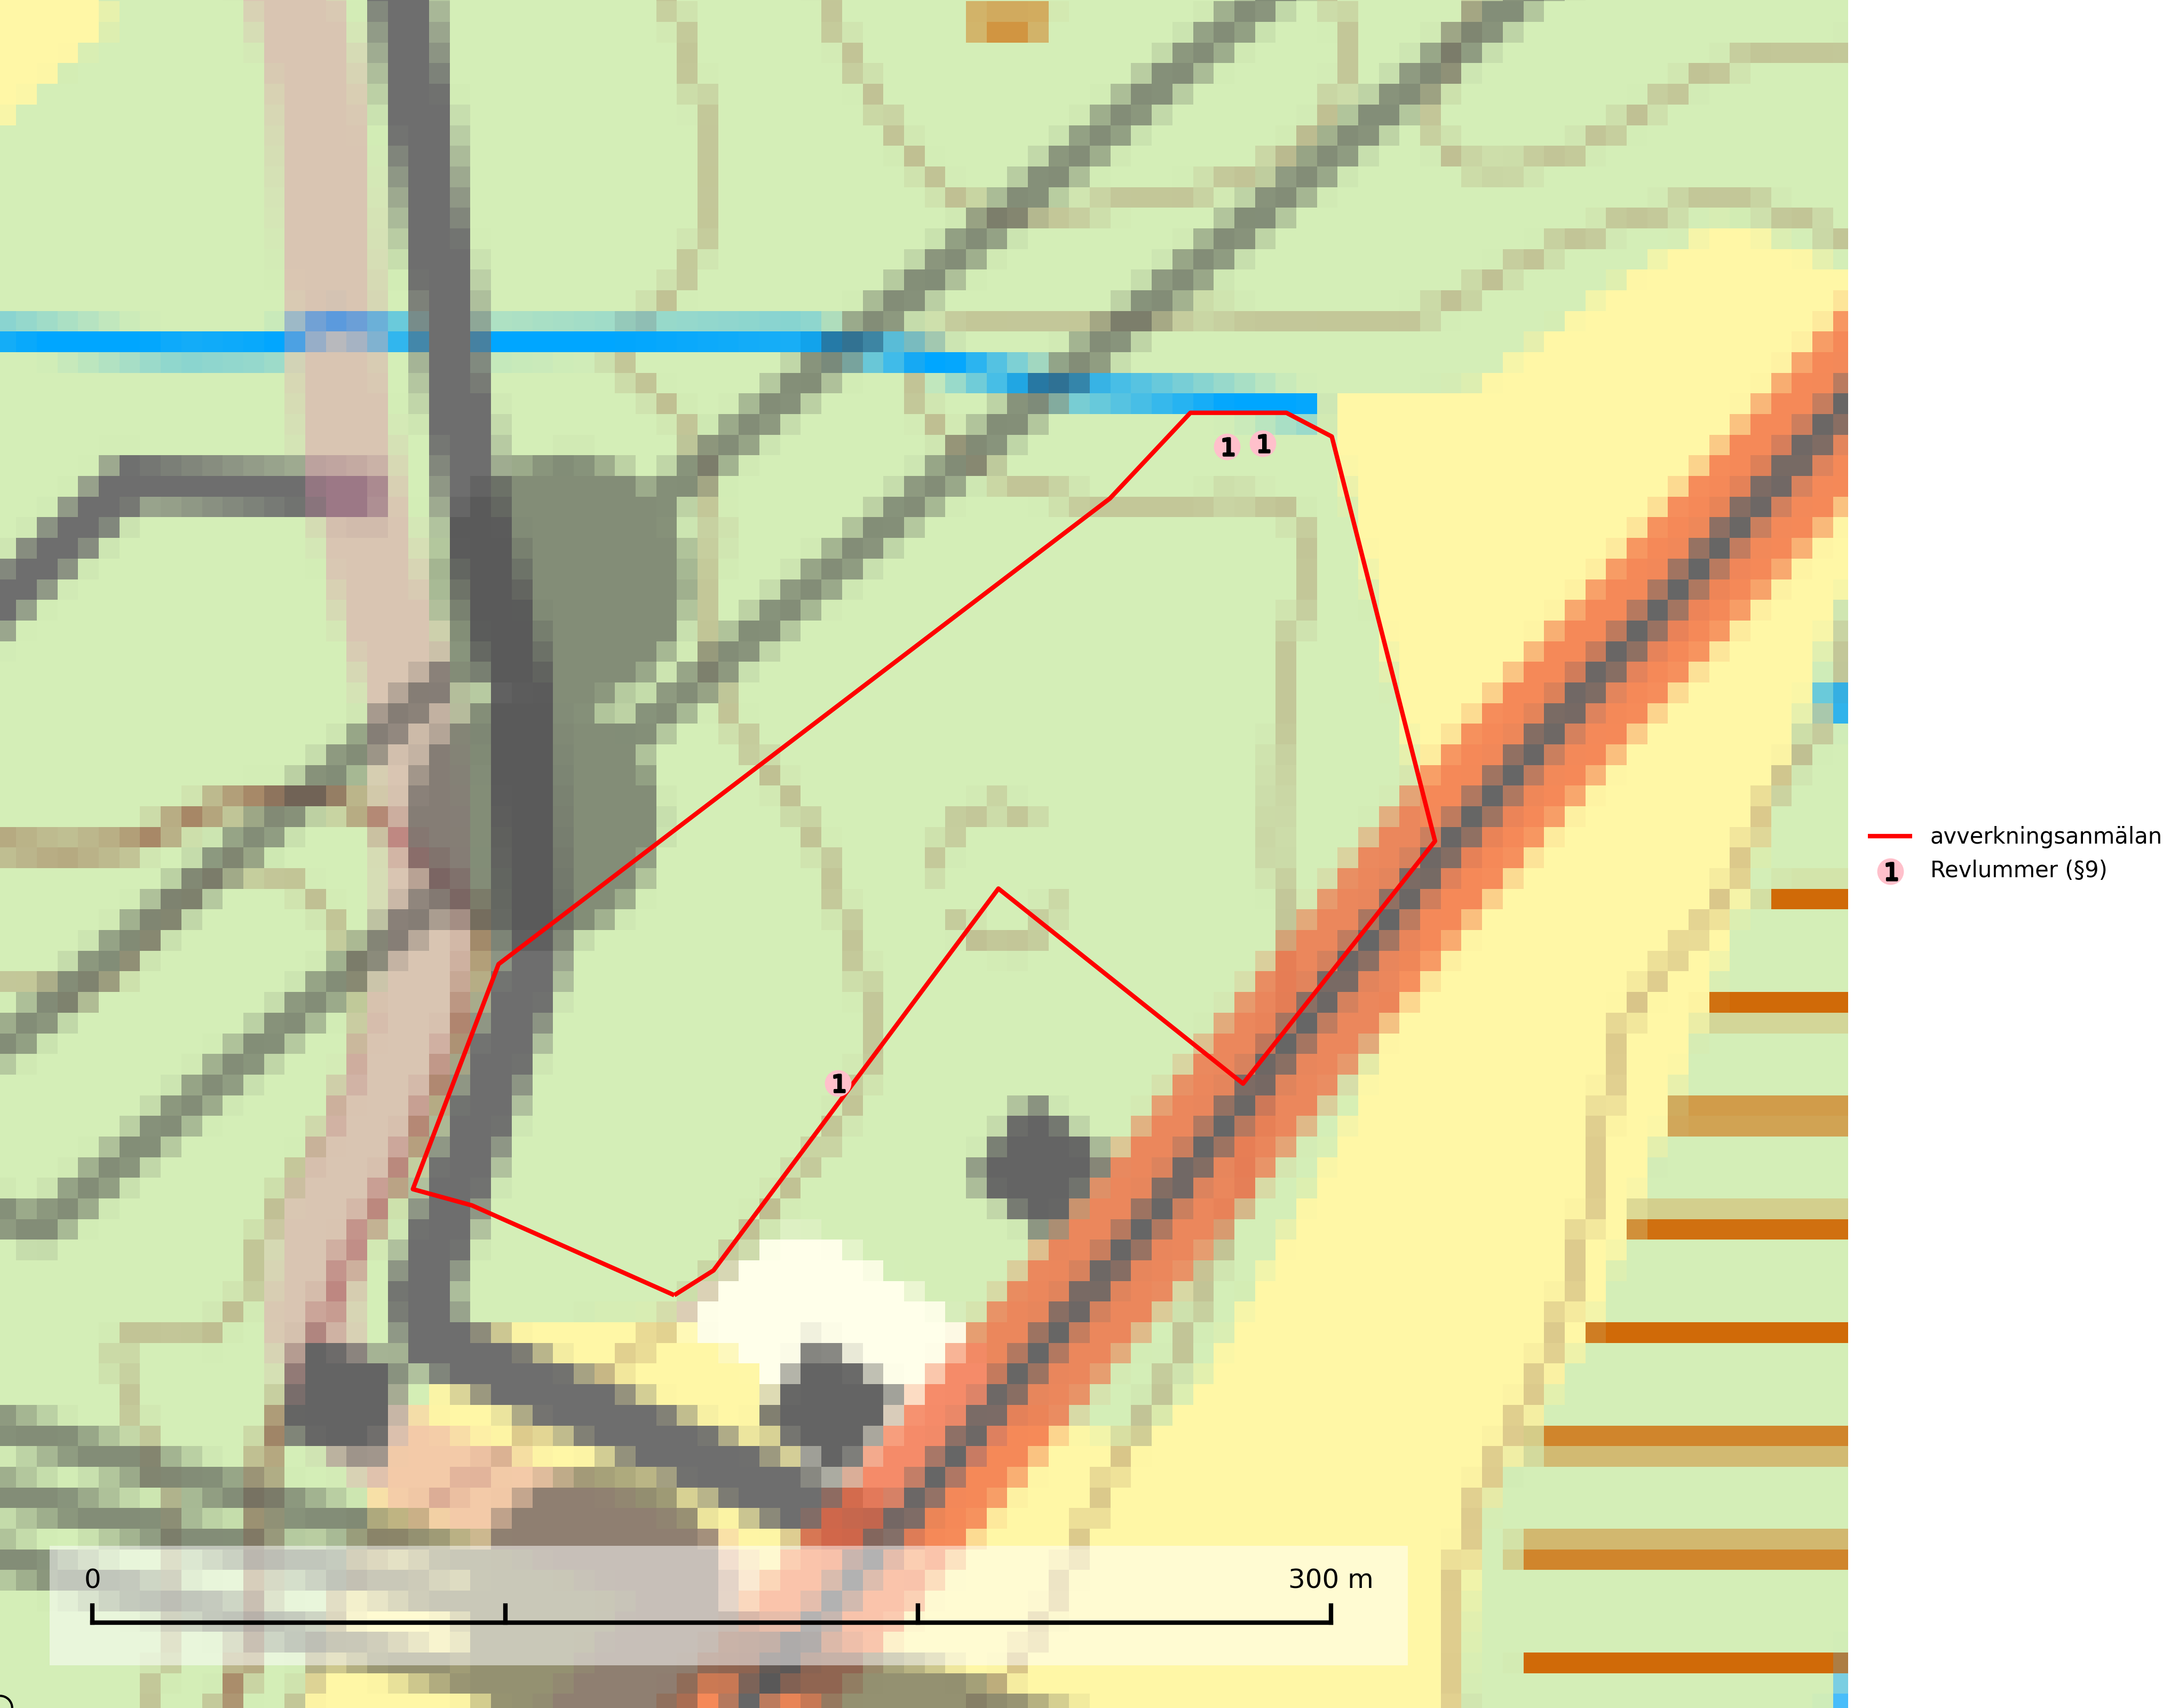 1 1
avverkningsanmälan
1 Revlummer (§9)
1
0 300 m